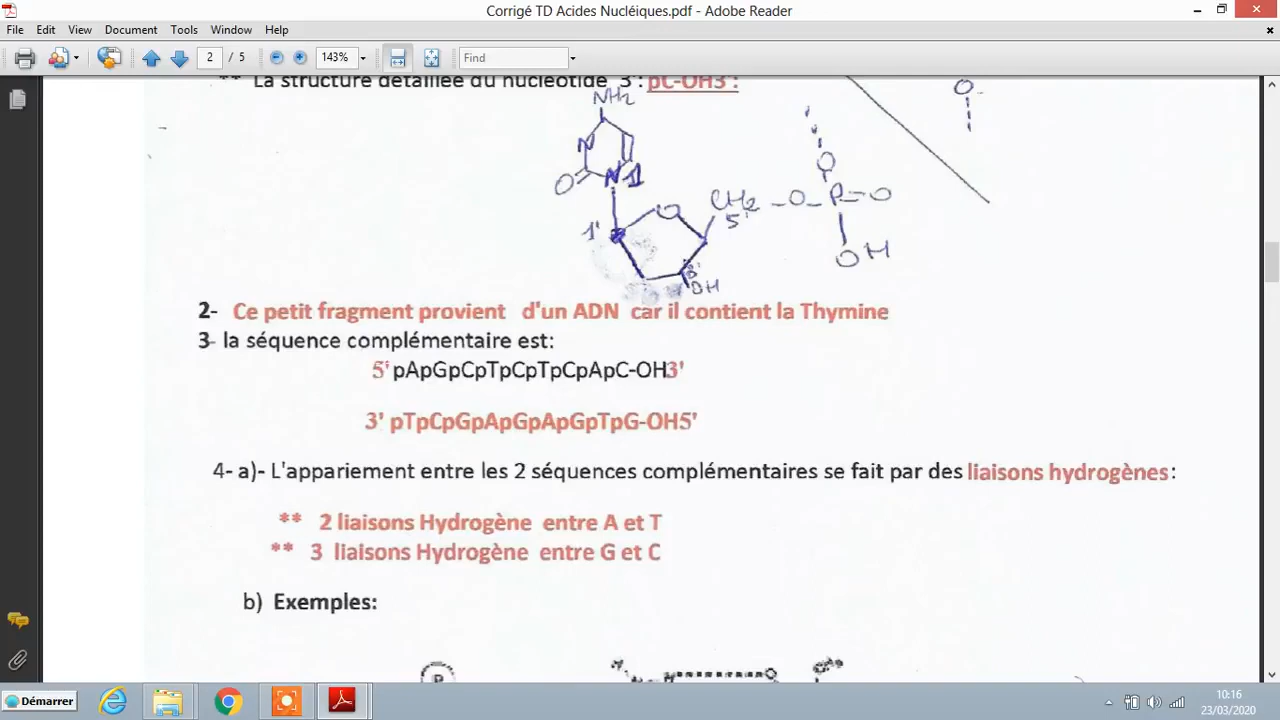 Corrigé TD Acides Nucléiques.pdf - Adobe Reader
File Edit View Document Tools Window Help
2 / 5 143% Find
** La structure détaillée du nucléotide 3': pC-OH3':
NH2
O
N
O
O N 1
CH2 - O - P = O
5'
O
1'
OH
3'
OH
2- Ce petit fragment provient d'un ADN car il contient la Thymine
3- la séquence complémentaire est:
5' pApGpCpTpCpTpCpApC-OH3'
3' pTpCpGpApGpApGpTpG-OH5'
4- a)- L'appariement entre les 2 séquences complémentaires se fait par des liaisons hydrogènes :
** 2 liaisons Hydrogène entre A et T
** 3 liaisons Hydrogène entre G et C
b) Exemples:
P
Démarrer
10:16
23/03/2020